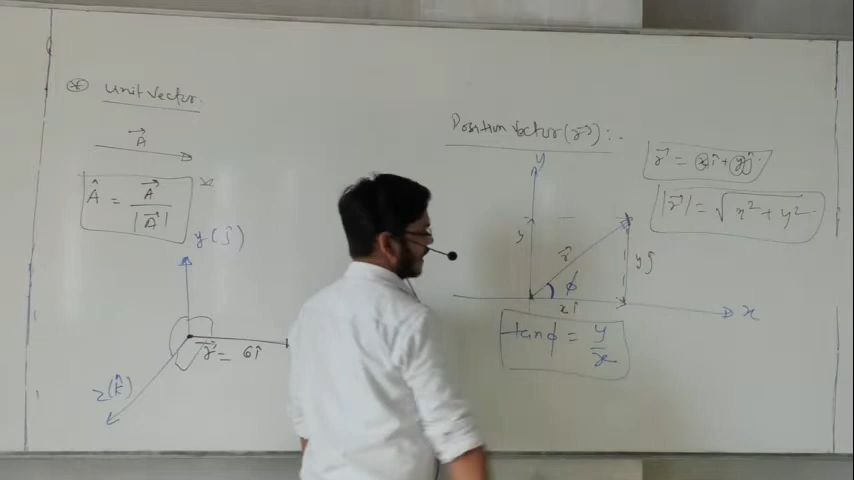 * Unit Vector.
A⃗
Â = A⃗ / |A⃗|
y(ĵ)
r⃗ = 6î
z(k̂)
Position Vector (r⃗) :-
y
y
r⃗
φ
yĵ
xî
x
tanφ = y/x
r⃗ = xî + yĵ
|r⃗| = √x² + y²